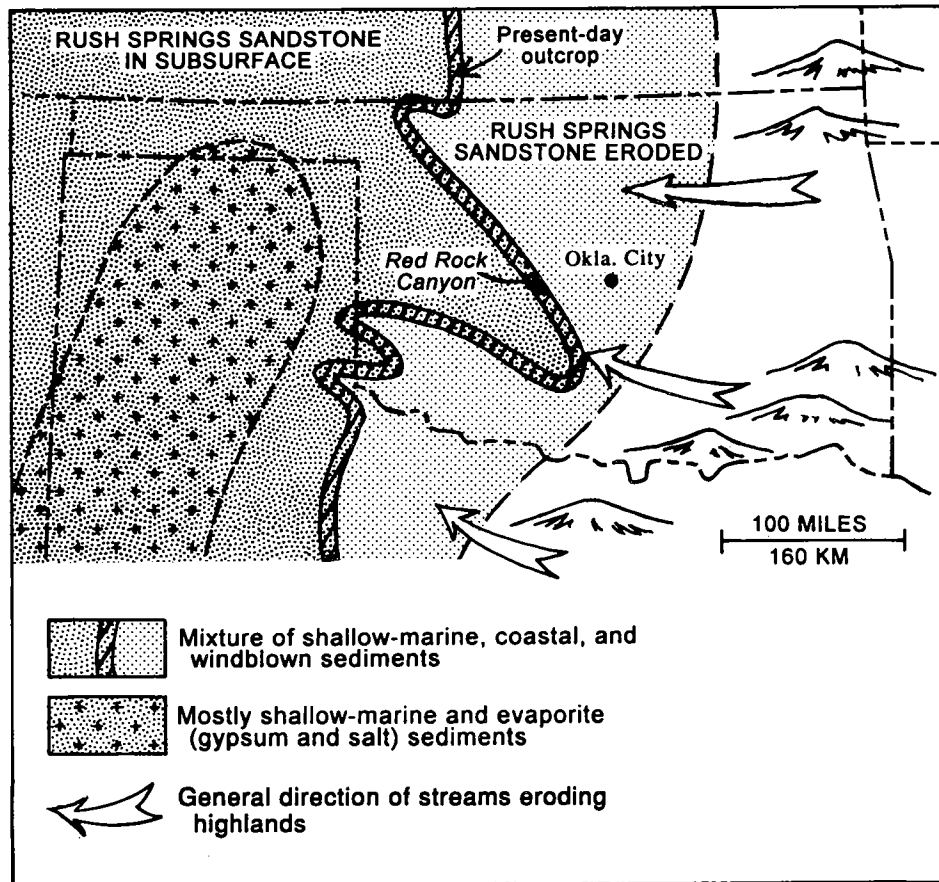 RUSH SPRINGS SANDSTONE
IN SUBSURFACE
Present-day
outcrop
RUSH SPRINGS
SANDSTONE ERODED
Red Rock
Canyon
Okla. City
100 MILES
160 KM
Mixture of shallow-marine, coastal, and
windblown sediments
Mostly shallow-marine and evaporite
(gypsum and salt) sediments
General direction of streams eroding
highlands